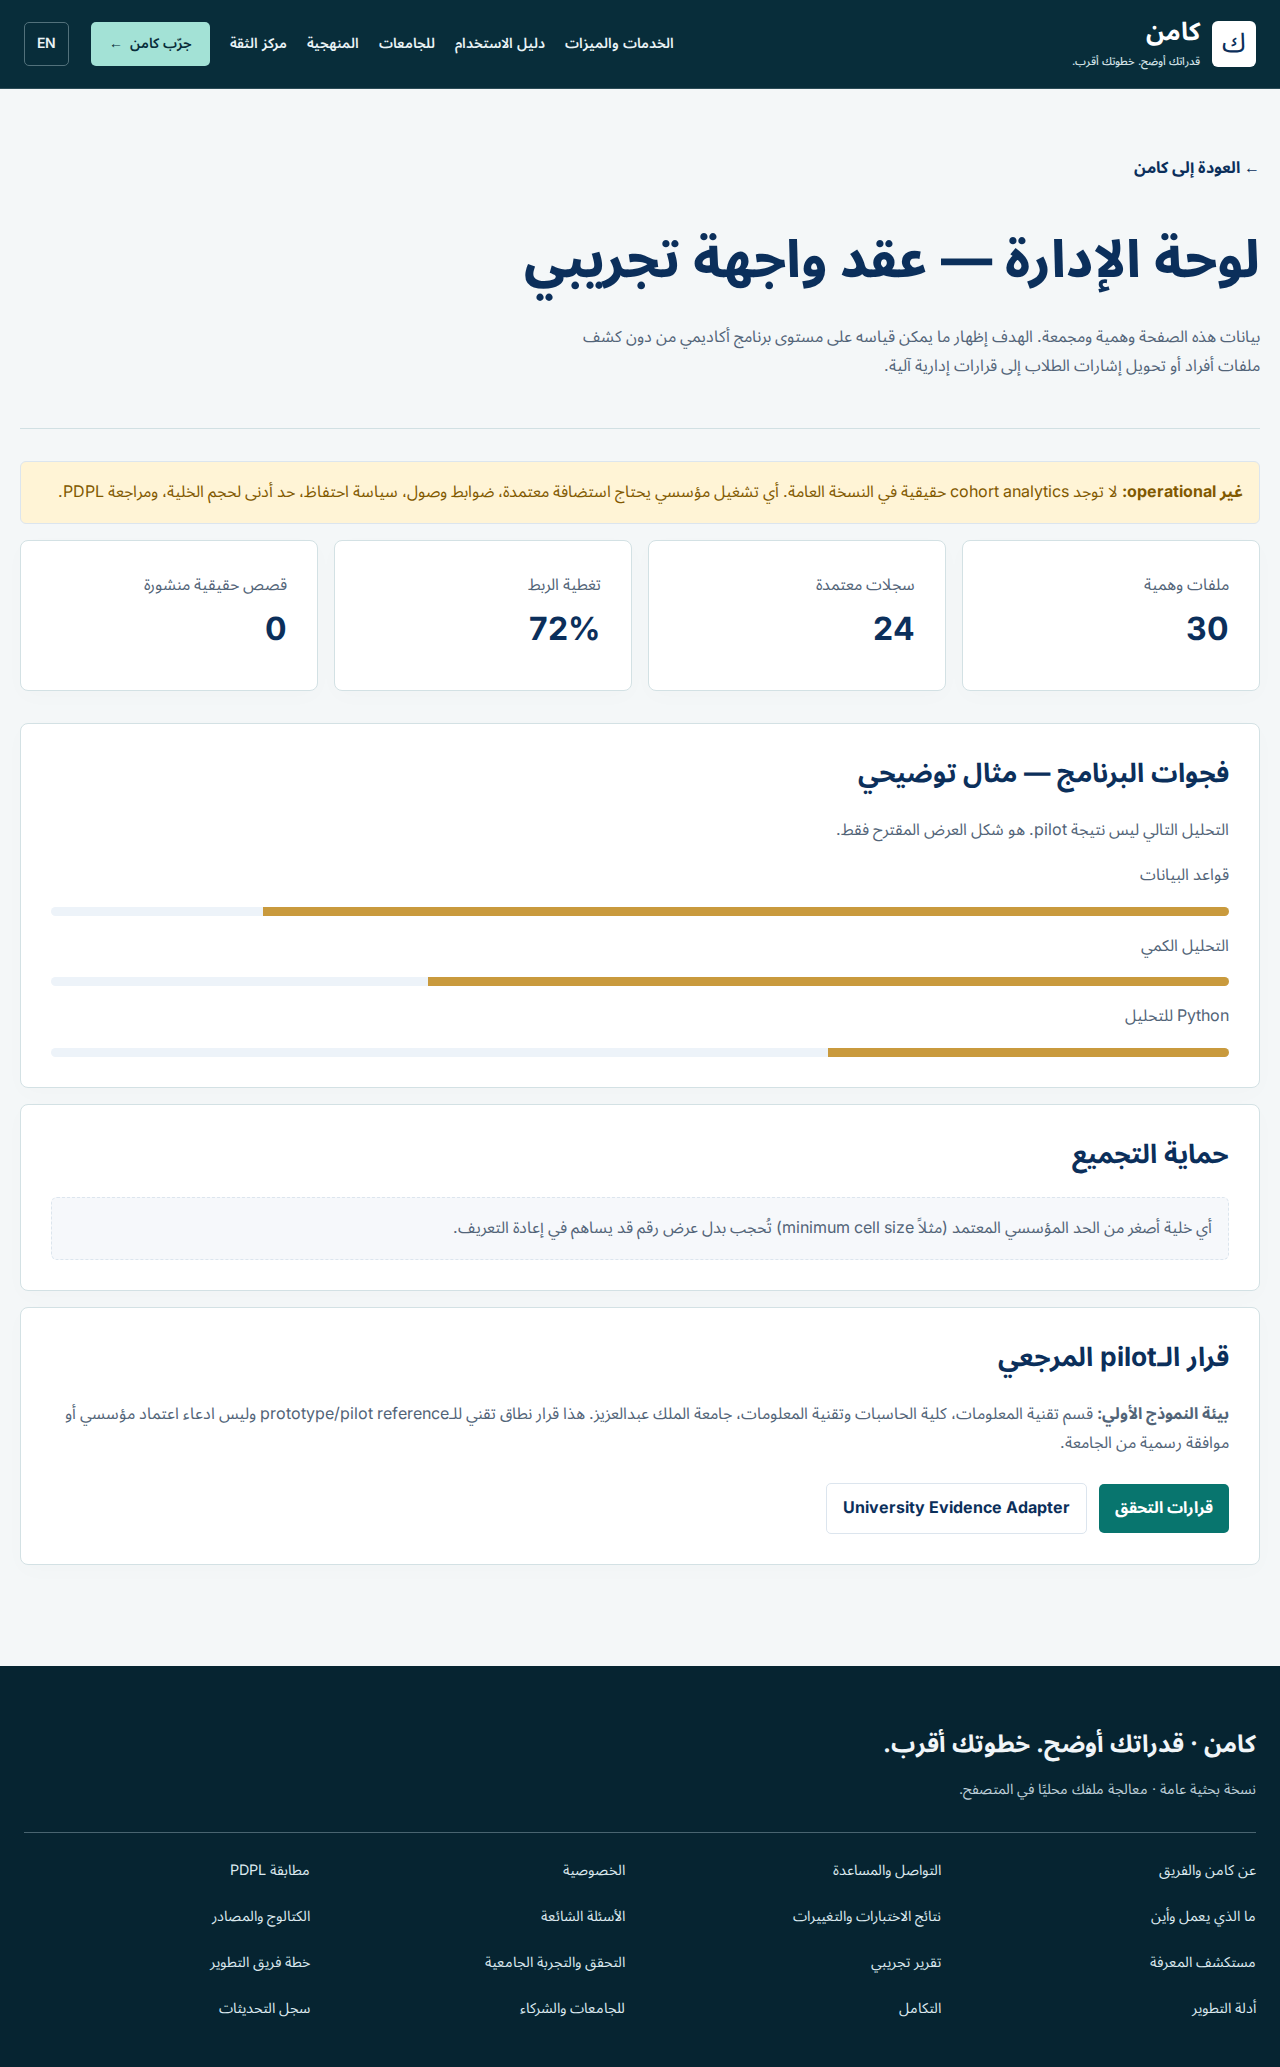 ك
كامن
قدراتك أوضح. خطوتك أقرب.
الخدمات والميزات
دليل الاستخدام
للجامعات
المنهجية
مركز الثقة
جرّب كامن ←
EN
← العودة إلى كامن
لوحة الإدارة — عقد واجهة تجريبي
بيانات هذه الصفحة وهمية ومجمعة. الهدف إظهار ما يمكن قياسه على مستوى برنامج أكاديمي من دون كشف
ملفات أفراد أو تحويل إشارات الطلاب إلى قرارات إدارية آلية.
غير operational: لا توجد cohort analytics حقيقية في النسخة العامة. أي تشغيل مؤسسي يحتاج استضافة معتمدة، ضوابط وصول، سياسة احتفاظ، حد أدنى لحجم الخلية، ومراجعة PDPL.
ملفات وهمية
30
سجلات معتمدة
24
تغطية الربط
72%
قصص حقيقية منشورة
0
فجوات البرنامج — مثال توضيحي
التحليل التالي ليس نتيجة pilot. هو شكل العرض المقترح فقط.
قواعد البيانات
التحليل الكمي
Python للتحليل
حماية التجميع
أي خلية أصغر من الحد المؤسسي المعتمد (مثلاً minimum cell size) تُحجب بدل عرض رقم قد يساهم في إعادة التعريف.
قرار الـpilot المرجعي
بيئة النموذج الأولي: قسم تقنية المعلومات، كلية الحاسبات وتقنية المعلومات، جامعة الملك عبدالعزيز. هذا قرار نطاق تقني للـprototype/pilot reference وليس ادعاء اعتماد مؤسسي أو
موافقة رسمية من الجامعة.
قرارات التحقق
University Evidence Adapter
كامن · قدراتك أوضح. خطوتك أقرب.
نسخة بحثية عامة · معالجة ملفك محليًا في المتصفح.
عن كامن والفريق
التواصل والمساعدة
الخصوصية
مطابقة PDPL
ما الذي يعمل وأين
نتائج الاختبارات والتغييرات
الأسئلة الشائعة
الكتالوج والمصادر
مستكشف المعرفة
تقرير تجريبي
التحقق والتجربة الجامعية
خطة فريق التطوير
أدلة التطوير
التكامل
للجامعات والشركاء
سجل التحديثات